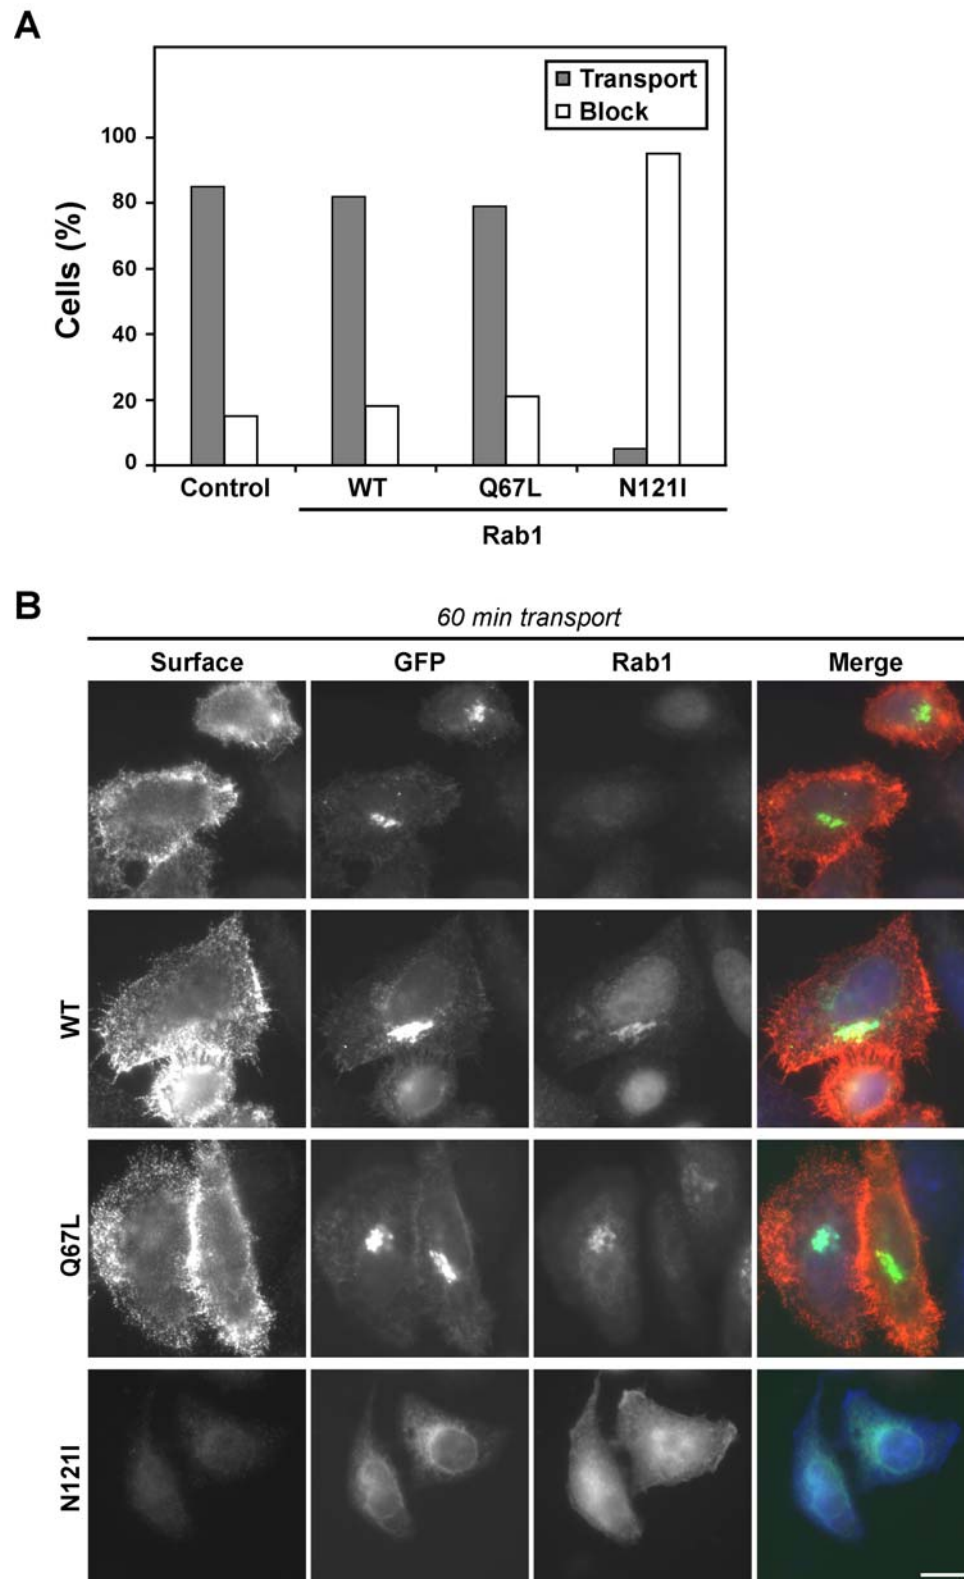 A
Transport
Block
100
80
60
40
20
0
Cells (%)
Control WT Q67L N121I
Rab1
B
60 min transport
Surface GFP Rab1 Merge
WT
Q67L
N121I